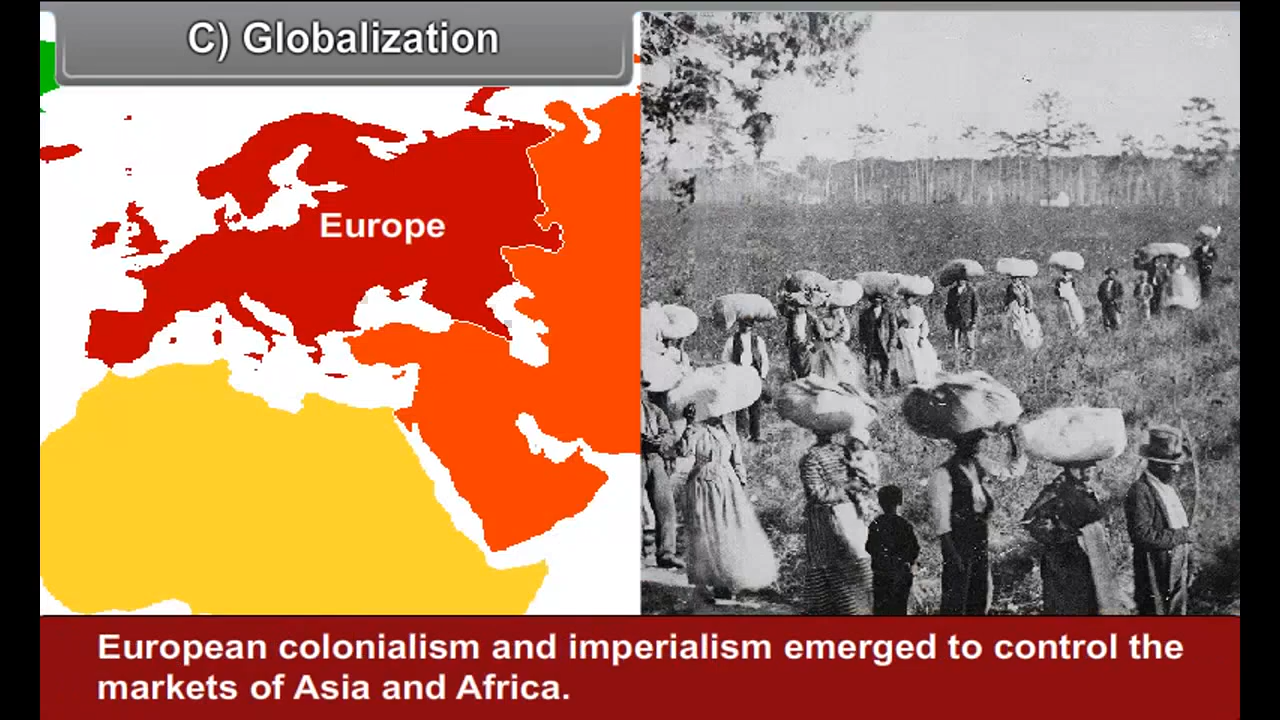 C) Globalization
Europe
European colonialism and imperialism emerged to control the
markets of Asia and Africa.